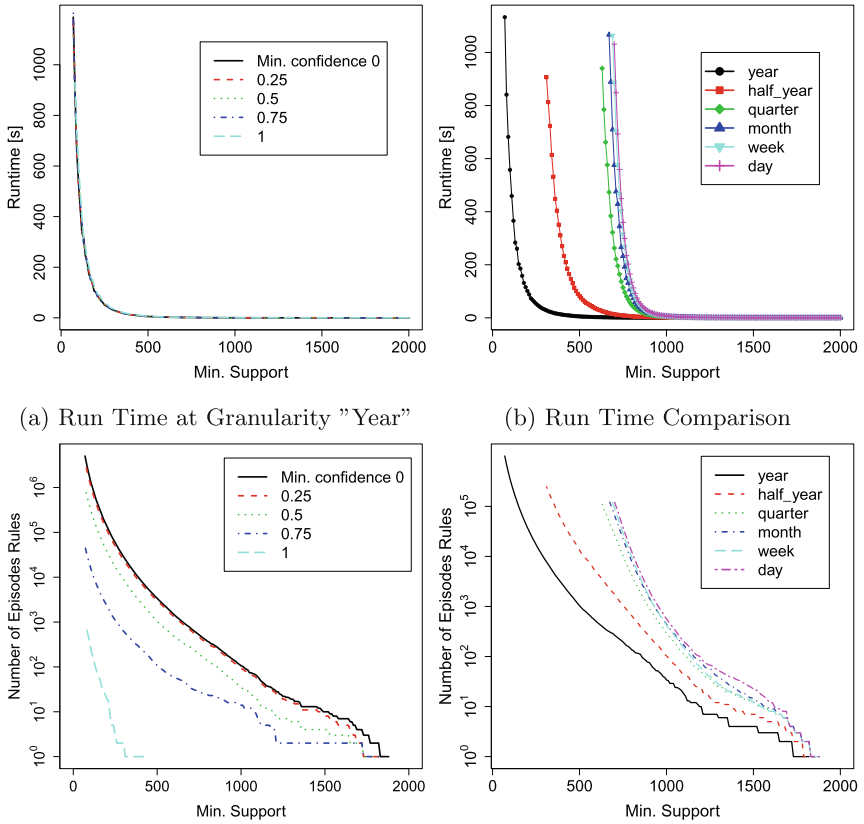 Runtime [s]
0
200
400
600
800
1000
0
500
1000
1500
2000
Min. Support
Min. confidence 0
0.25
0.5
0.75
1
(a) Run Time at Granularity "Year"
Runtime [s]
0
200
400
600
800
1000
0
500
1000
1500
2000
Min. Support
year
half_year
quarter
month
week
day
(b) Run Time Comparison
Number of Episodes Rules
10^0
10^1
10^2
10^3
10^4
10^5
10^6
0
500
1000
1500
2000
Min. Support
Min. confidence 0
0.25
0.5
0.75
1
Number of Episodes Rules
10^0
10^1
10^2
10^3
10^4
10^5
0
500
1000
1500
2000
Min. Support
year
half_year
quarter
month
week
day